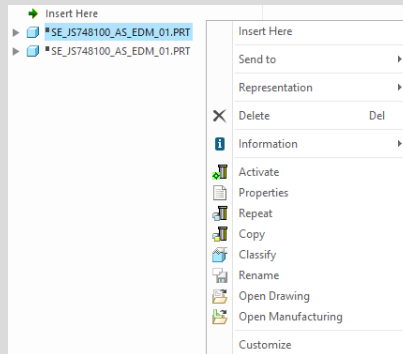 Insert Here
SE_JS748100_AS_EDM_01.PRT
SE_JS748100_AS_EDM_01.PRT
Insert Here
Send to
Representation
Delete Del
Information
Activate
Properties
Repeat
Copy
Classify
Rename
Open Drawing
Open Manufacturing
Customize